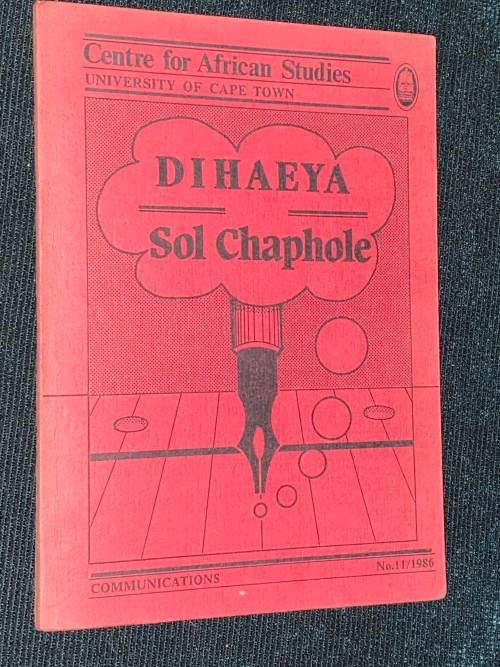 Centre for African Studies
UNIVERSITY OF CAPE TOWN
DIHAEYA
Sol Chaphole
COMMUNICATIONS
No.11/1986